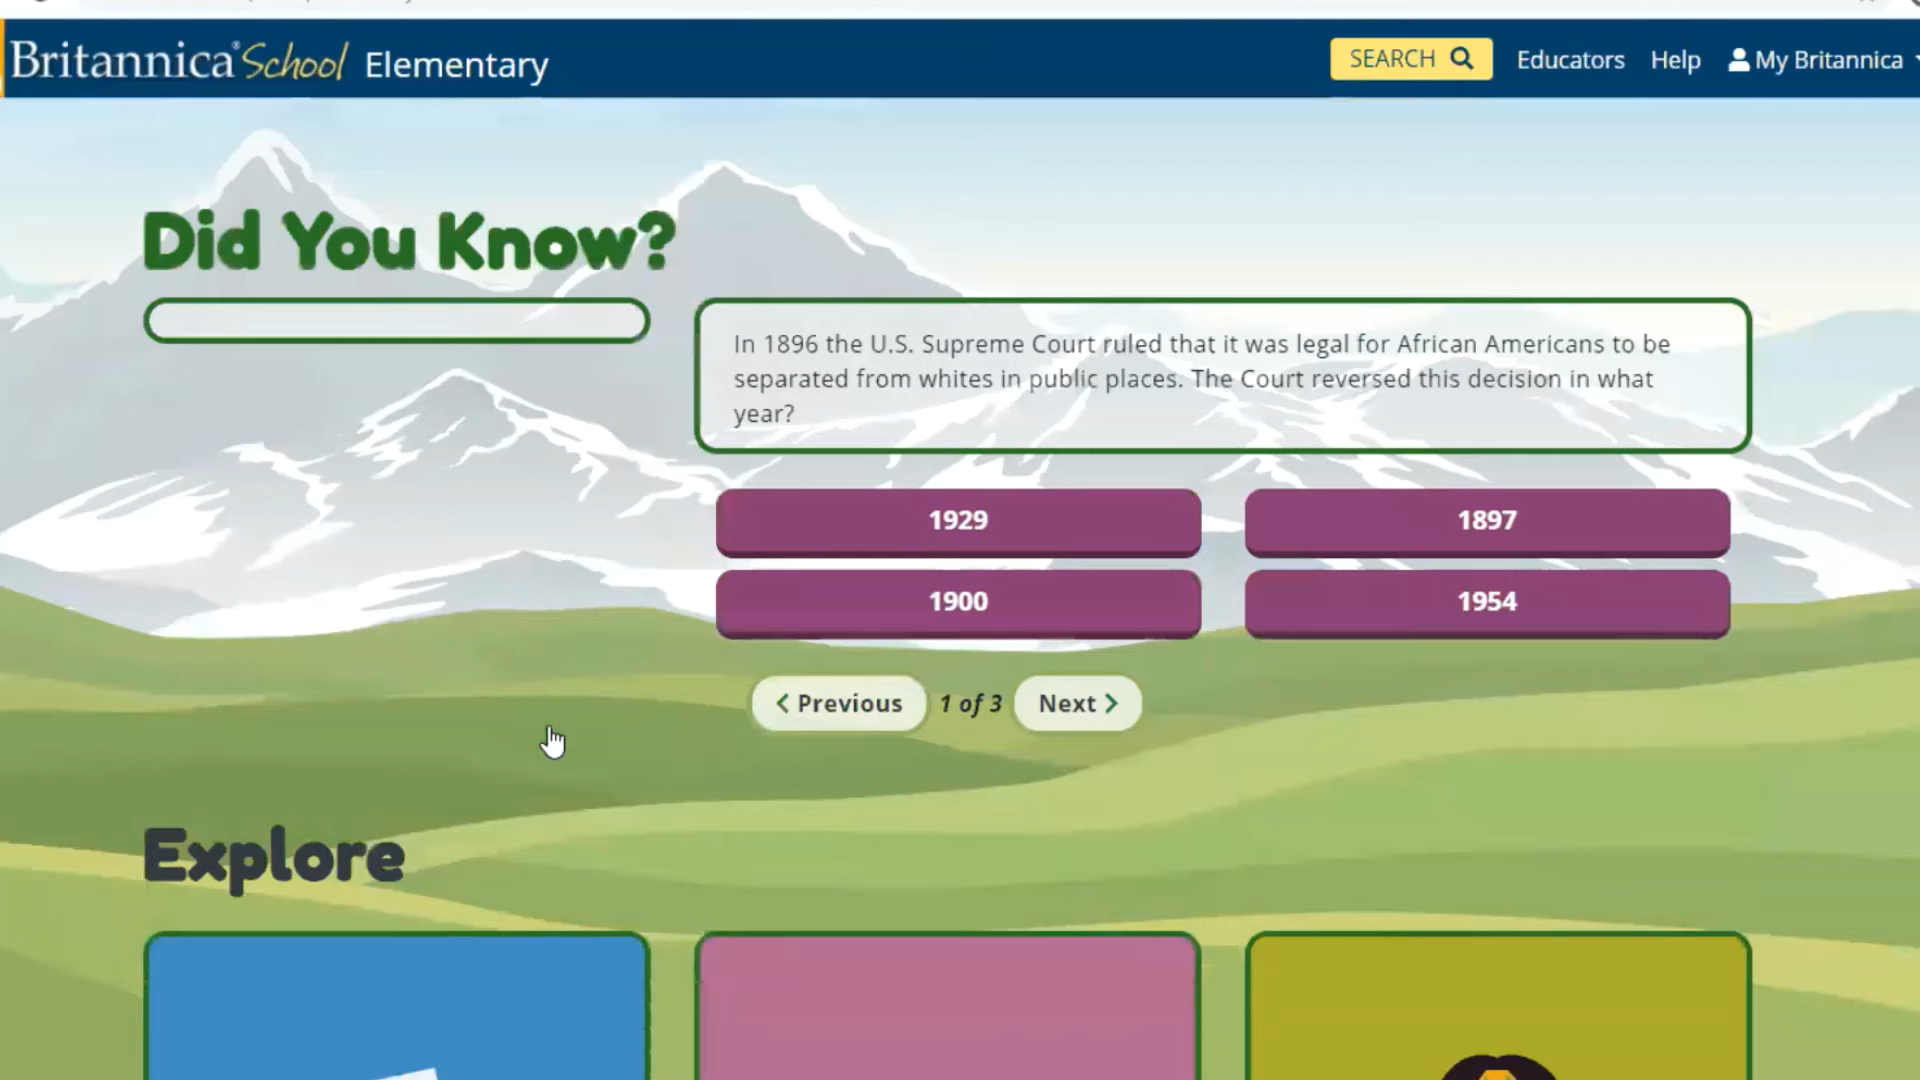 Britannica® School Elementary
SEARCH
Educators
Help
My Britannica
Did You Know?
In 1896 the U.S. Supreme Court ruled that it was legal for African Americans to be
separated from whites in public places. The Court reversed this decision in what
year?
1929
1897
1900
1954
Previous
1 of 3
Next
Explore